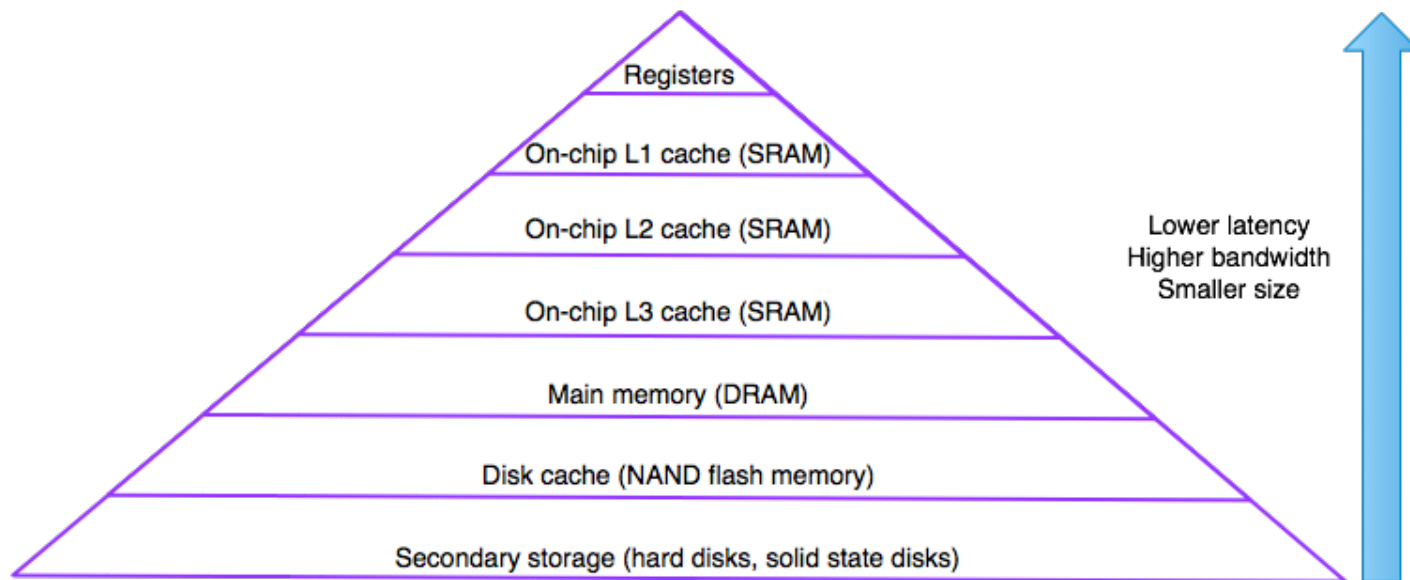 Registers
On-chip L1 cache (SRAM)
On-chip L2 cache (SRAM)
On-chip L3 cache (SRAM)
Main memory (DRAM)
Disk cache (NAND flash memory)
Secondary storage (hard disks, solid state disks)
Lower latency
Higher bandwidth
Smaller size